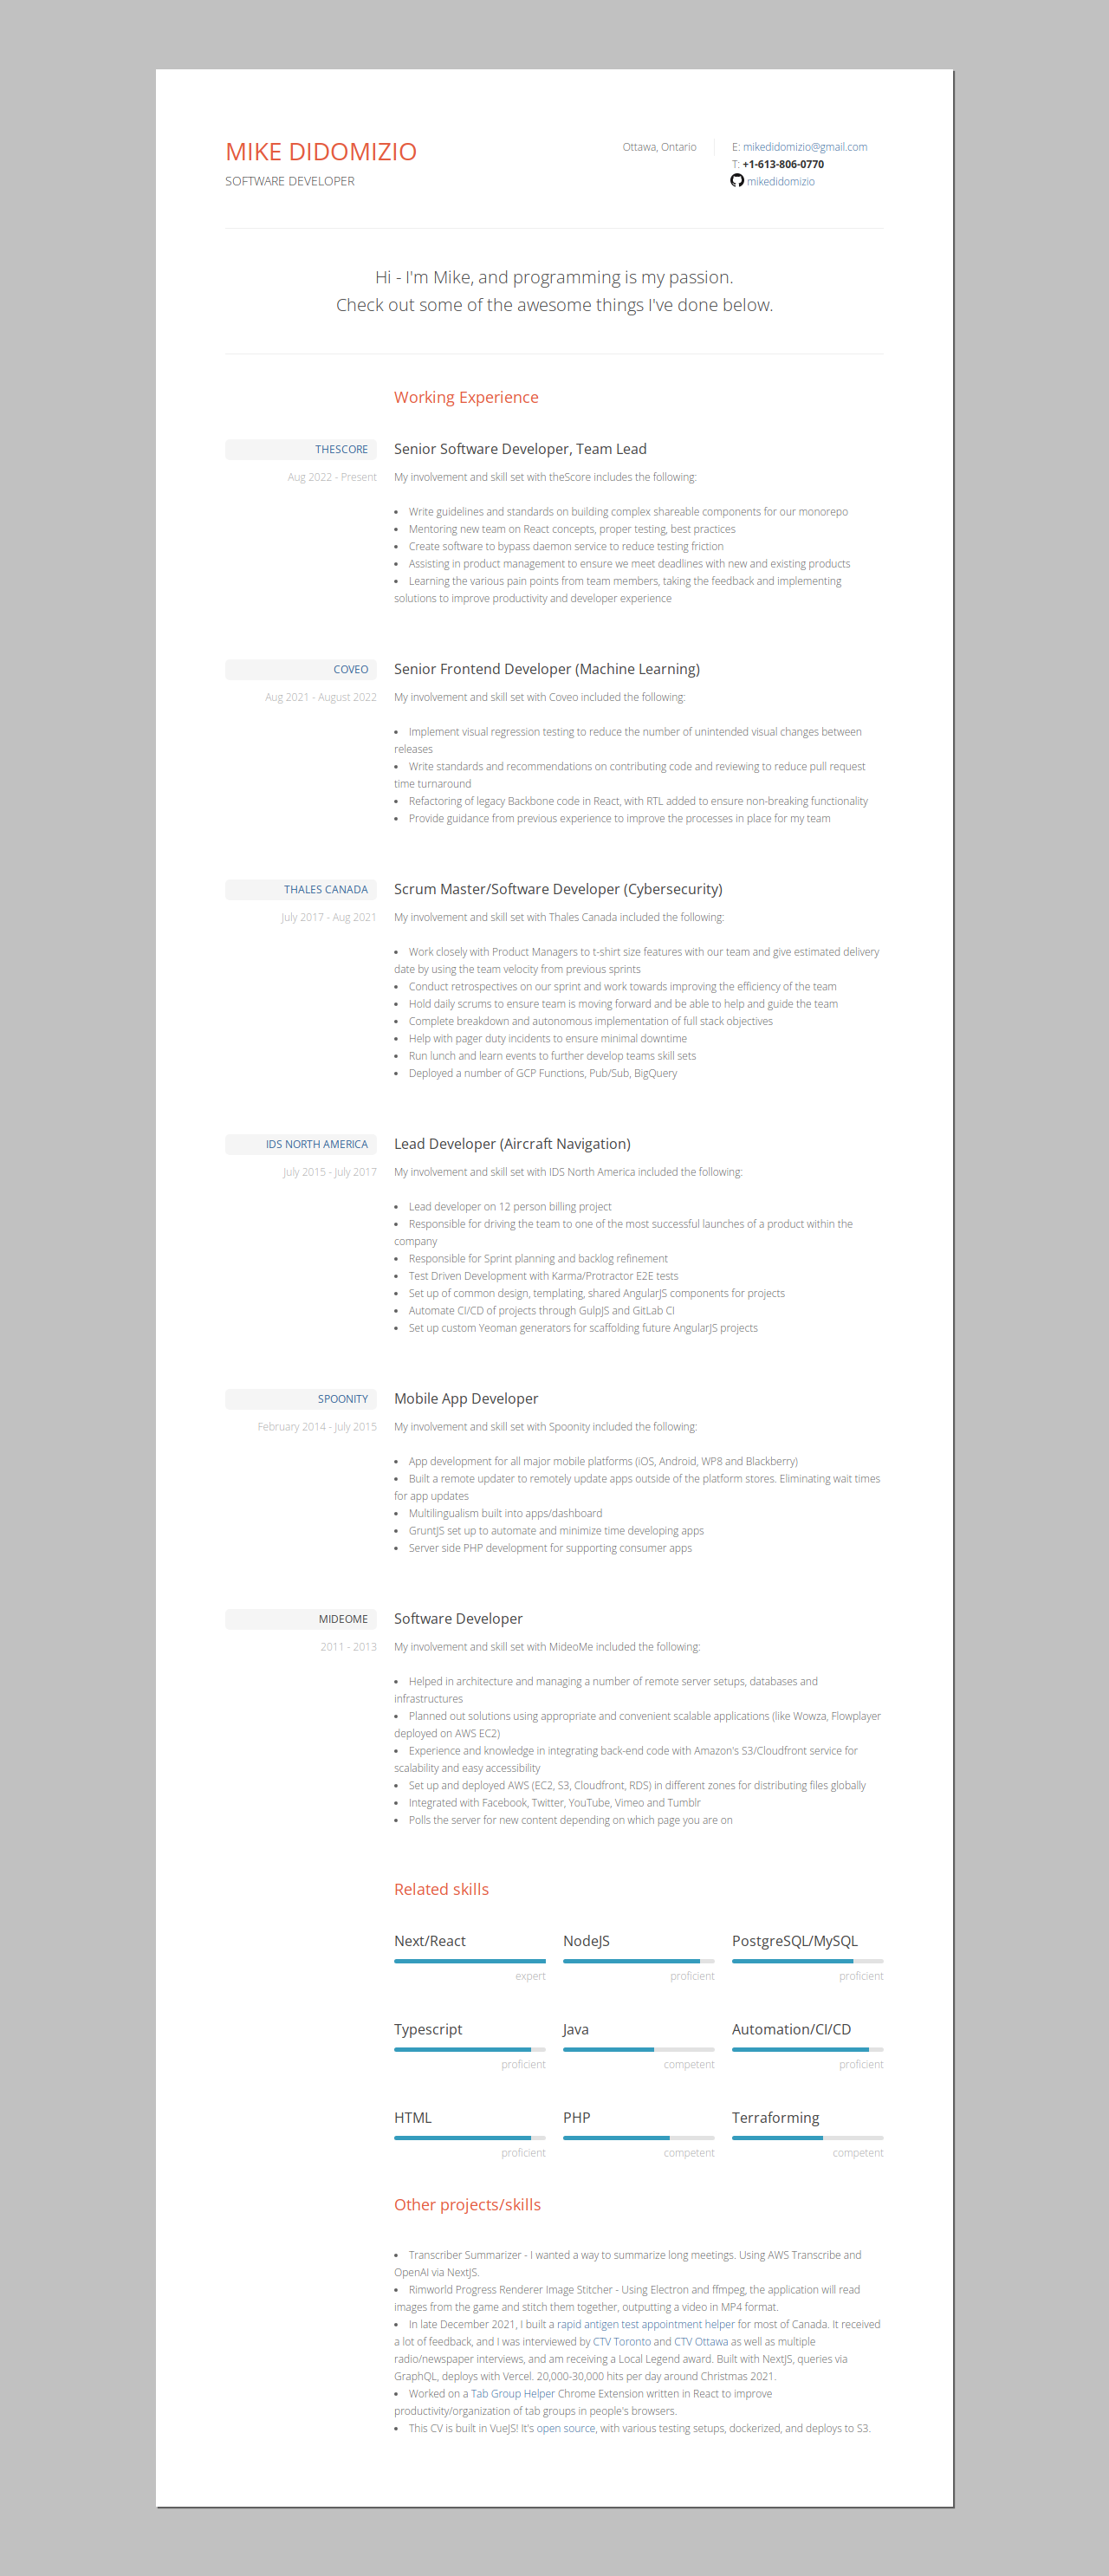 MIKE DIDOMIZIO
SOFTWARE DEVELOPER
Ottawa, Ontario
E: mikedidomizio@gmail.com
T: +1-613-806-0770
mikedidomizio
Hi - I'm Mike, and programming is my passion.
Check out some of the awesome things I've done below.
Working Experience
THESCORE
Aug 2022 - Present
Senior Software Developer, Team Lead
My involvement and skill set with theScore includes the following:
• Write guidelines and standards on building complex shareable components for our monorepo
• Mentoring new team on React concepts, proper testing, best practices
• Create software to bypass daemon service to reduce testing friction
• Assisting in product management to ensure we meet deadlines with new and existing products
• Learning the various pain points from team members, taking the feedback and implementing
solutions to improve productivity and developer experience
COVEO
Aug 2021 - August 2022
Senior Frontend Developer (Machine Learning)
My involvement and skill set with Coveo included the following:
• Implement visual regression testing to reduce the number of unintended visual changes between
releases
• Write standards and recommendations on contributing code and reviewing to reduce pull request
time turnaround
• Refactoring of legacy Backbone code in React, with RTL added to ensure non-breaking functionality
• Provide guidance from previous experience to improve the processes in place for my team
THALES CANADA
July 2017 - Aug 2021
Scrum Master/Software Developer (Cybersecurity)
My involvement and skill set with Thales Canada included the following:
• Work closely with Product Managers to t-shirt size features with our team and give estimated delivery
date by using the team velocity from previous sprints
• Conduct retrospectives on our sprint and work towards improving the efficiency of the team
• Hold daily scrums to ensure team is moving forward and be able to help and guide the team
• Complete breakdown and autonomous implementation of full stack objectives
• Help with pager duty incidents to ensure minimal downtime
• Run lunch and learn events to further develop teams skill sets
• Deployed a number of GCP Functions, Pub/Sub, BigQuery
IDS NORTH AMERICA
July 2015 - July 2017
Lead Developer (Aircraft Navigation)
My involvement and skill set with IDS North America included the following:
• Lead developer on 12 person billing project
• Responsible for driving the team to one of the most successful launches of a product within the
company
• Responsible for Sprint planning and backlog refinement
• Test Driven Development with Karma/Protractor E2E tests
• Set up of common design, templating, shared AngularJS components for projects
• Automate CI/CD of projects through GulpJS and GitLab CI
• Set up custom Yeoman generators for scaffolding future AngularJS projects
SPOONITY
February 2014 - July 2015
Mobile App Developer
My involvement and skill set with Spoonity included the following:
• App development for all major mobile platforms (iOS, Android, WP8 and Blackberry)
• Built a remote updater to remotely update apps outside of the platform stores. Eliminating wait times
for app updates
• Multilingualism built into apps/dashboard
• GruntJS set up to automate and minimize time developing apps
• Server side PHP development for supporting consumer apps
MIDEOME
2011 - 2013
Software Developer
My involvement and skill set with MideoMe included the following:
• Helped in architecture and managing a number of remote server setups, databases and
infrastructures
• Planned out solutions using appropriate and convenient scalable applications (like Wowza, Flowplayer
deployed on AWS EC2)
• Experience and knowledge in integrating back-end code with Amazon's S3/Cloudfront service for
scalability and easy accessibility
• Set up and deployed AWS (EC2, S3, Cloudfront, RDS) in different zones for distributing files globally
• Integrated with Facebook, Twitter, YouTube, Vimeo and Tumblr
• Polls the server for new content depending on which page you are on
Related skills
Next/React
expert
NodeJS
proficient
PostgreSQL/MySQL
proficient
Typescript
proficient
Java
competent
Automation/CI/CD
proficient
HTML
proficient
PHP
competent
Terraforming
competent
Other projects/skills
• Transcriber Summarizer - I wanted a way to summarize long meetings. Using AWS Transcribe and
OpenAI via NextJS.
• Rimworld Progress Renderer Image Stitcher - Using Electron and ffmpeg, the application will read
images from the game and stitch them together, outputting a video in MP4 format.
• In late December 2021, I built a rapid antigen test appointment helper for most of Canada. It received
a lot of feedback, and I was interviewed by CTV Toronto and CTV Ottawa as well as multiple
radio/newspaper interviews, and am receiving a Local Legend award. Built with NextJS, queries via
GraphQL, deploys with Vercel. 20,000-30,000 hits per day around Christmas 2021.
• Worked on a Tab Group Helper Chrome Extension written in React to improve
productivity/organization of tab groups in people's browsers.
• This CV is built in VueJS! It's open source, with various testing setups, dockerized, and deploys to S3.